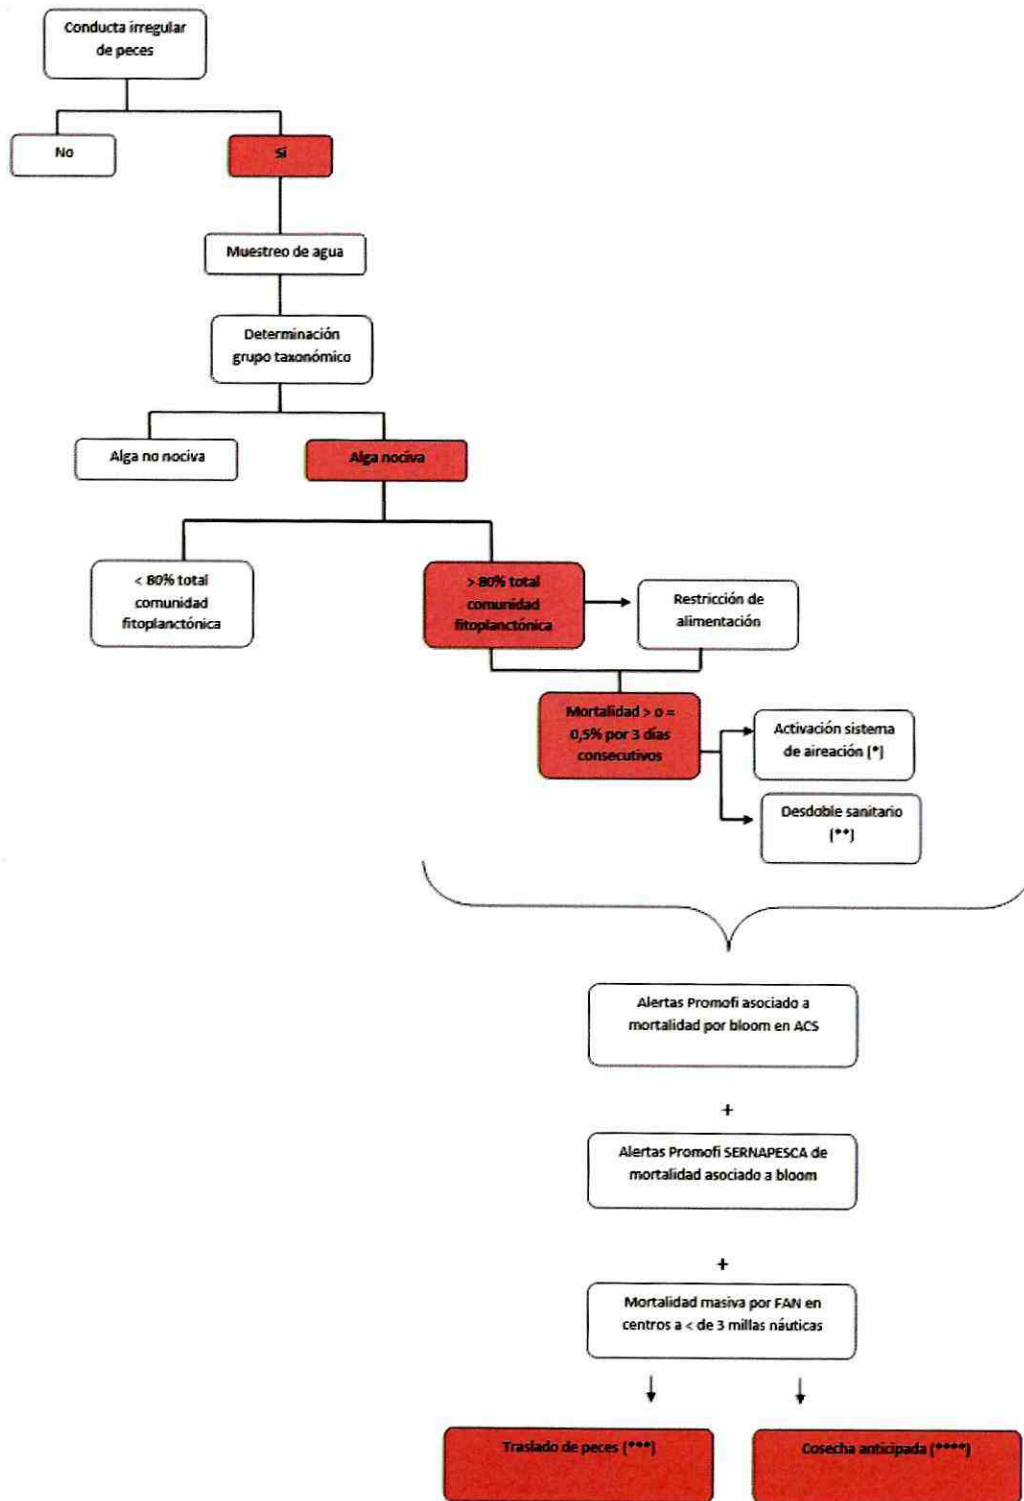 Conducta irregular
de peces
No
Si
Muestreo de agua
Determinación
grupo taxonómico
Alga no nociva
Alga nociva
< 80% total
comunidad
fitoplanctónica
> 80% total
comunidad
fitoplanctónica
Restricción de
alimentación
Mortalidad > o =
0,5% por 3 días
consecutivos
Activación sistema
de aireación (*)
Desdoble sanitario
(**)
Alertas Promofi asociado a
mortalidad por bloom en ACS
+
Alertas Promofi SERNAPESCA de
mortalidad asociado a bloom
+
Mortalidad masiva por FAN en
centros a < de 3 millas náuticas
Traslado de peces (***)
Cosecha anticipada (****)